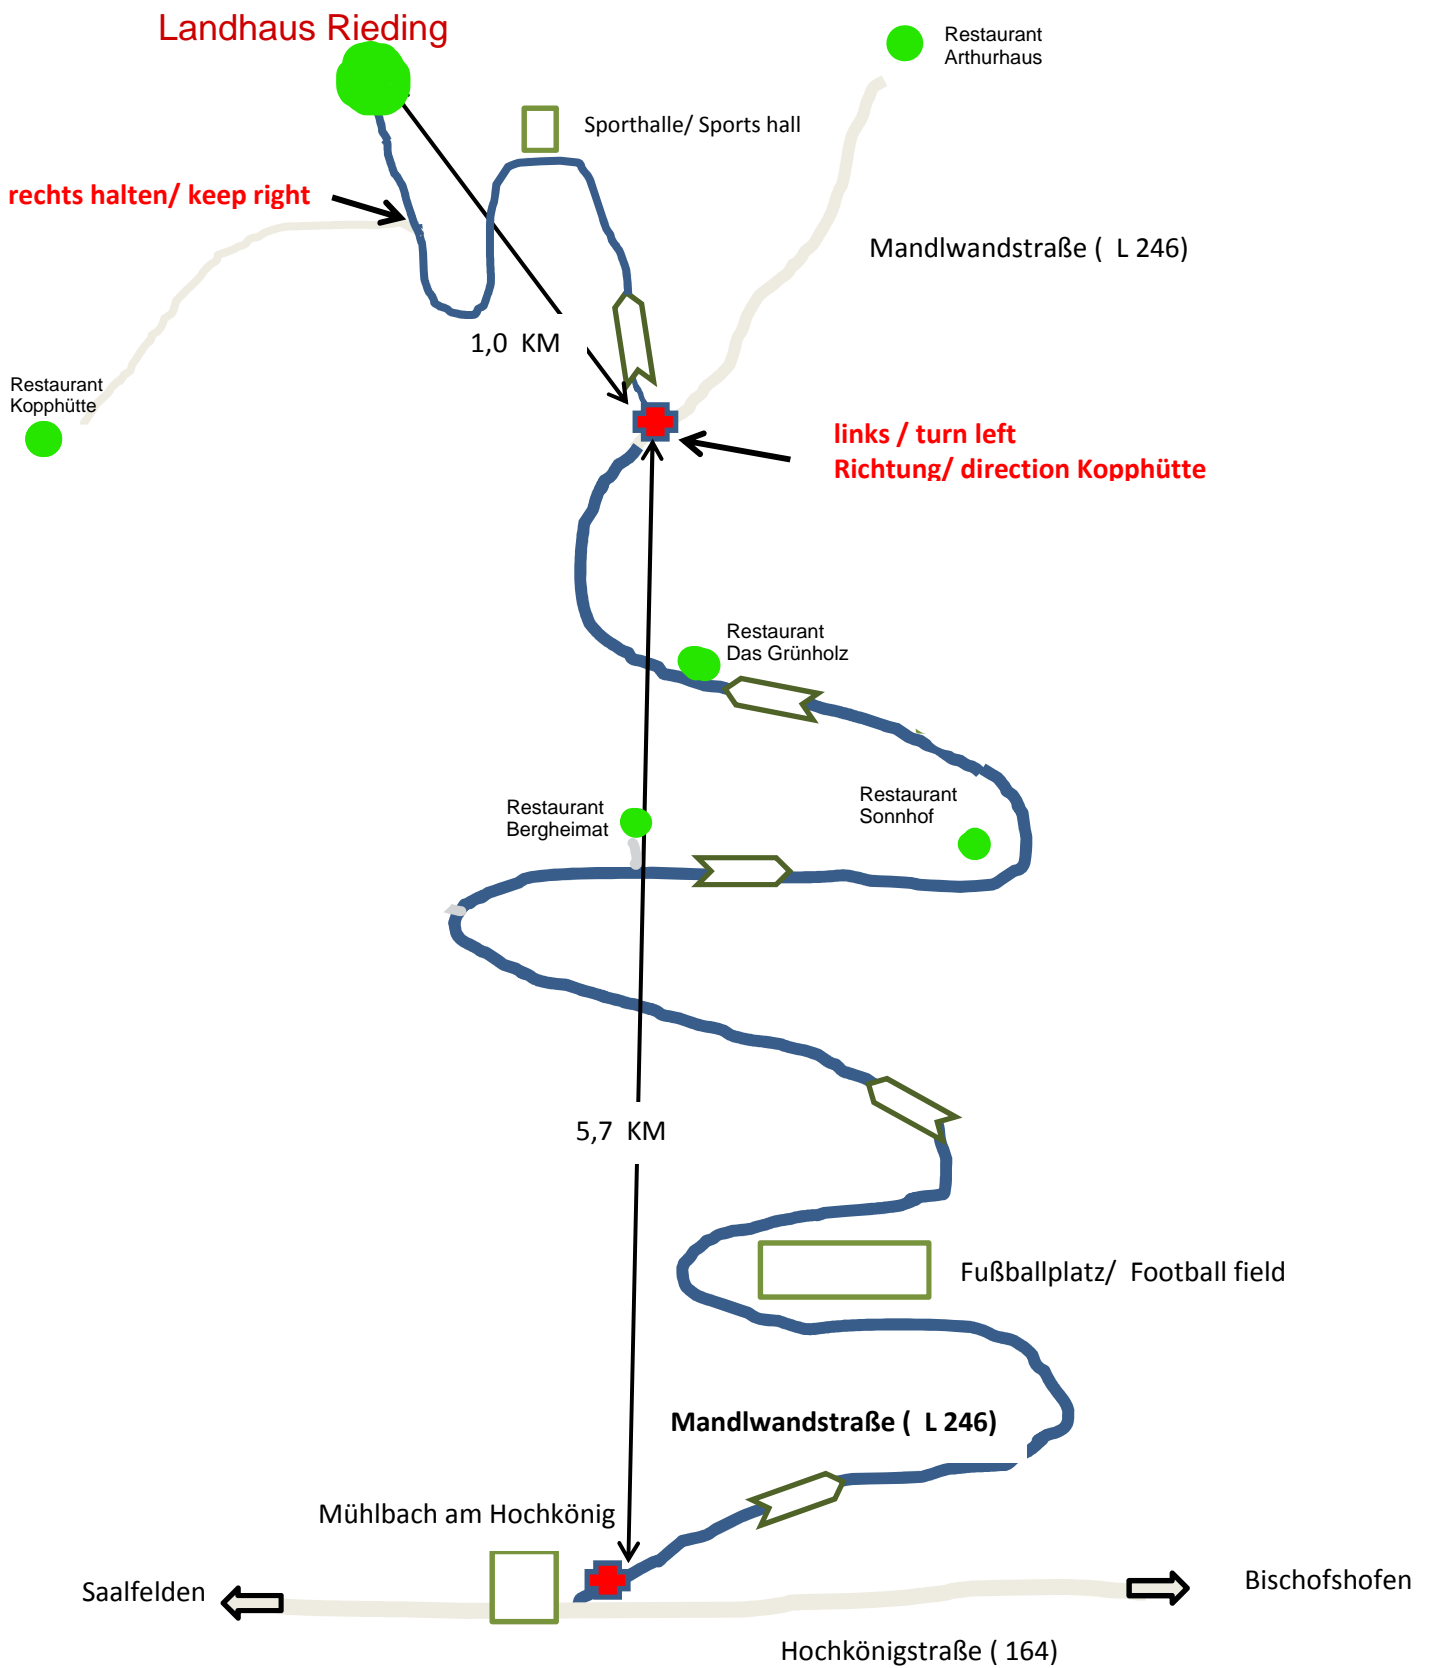 Landhaus Rieding
Restaurant
Arthurhaus
Sporthalle/ Sports hall
rechts halten/ keep right
Mandlwandstraße ( L 246)
1,0 KM
Restaurant
Kopphütte
links / turn left
Richtung/ direction Kopphütte
Restaurant
Das Grünholz
Restaurant
Bergheimat
Restaurant
Sonnhof
5,7 KM
Fußballplatz/ Football field
Mandlwandstraße ( L 246)
Mühlbach am Hochkönig
Saalfelden
Bischofshofen
Hochkönigstraße ( 164)